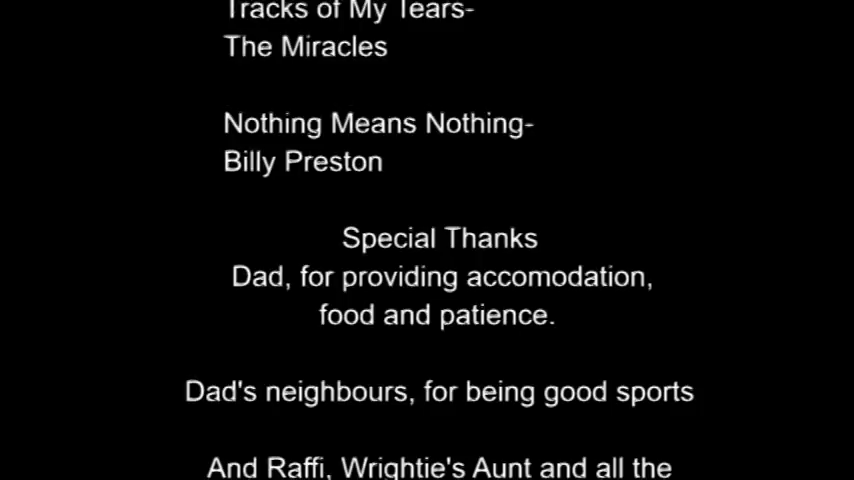 Tracks of My Tears-
The Miracles
Nothing Means Nothing-
Billy Preston
Special Thanks
Dad, for providing accomodation,
food and patience.
Dad's neighbours, for being good sports
And Raffi, Wrightie's Aunt and all the